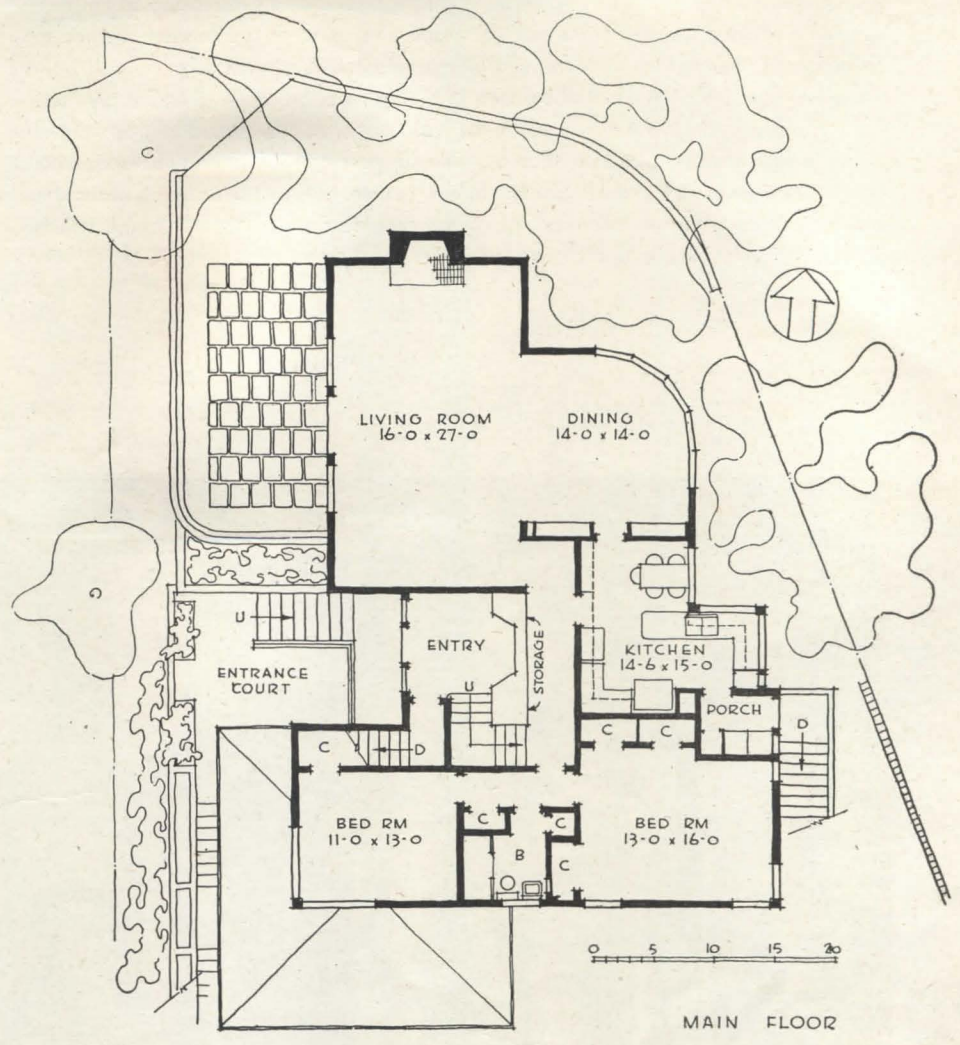 C
LIVING ROOM
16-0 x 27-0
DINING
14-0 x 14-0
C
U
ENTRY
STORAGE
KITCHEN
14-6 x 15-0
ENTRANCE
COURT
U
PORCH
D
C
D
C
C
BED RM
11-0 x 13-0
C
C
BED RM
13-0 x 16-0
B
C
0 5 10 15 20
MAIN FLOOR